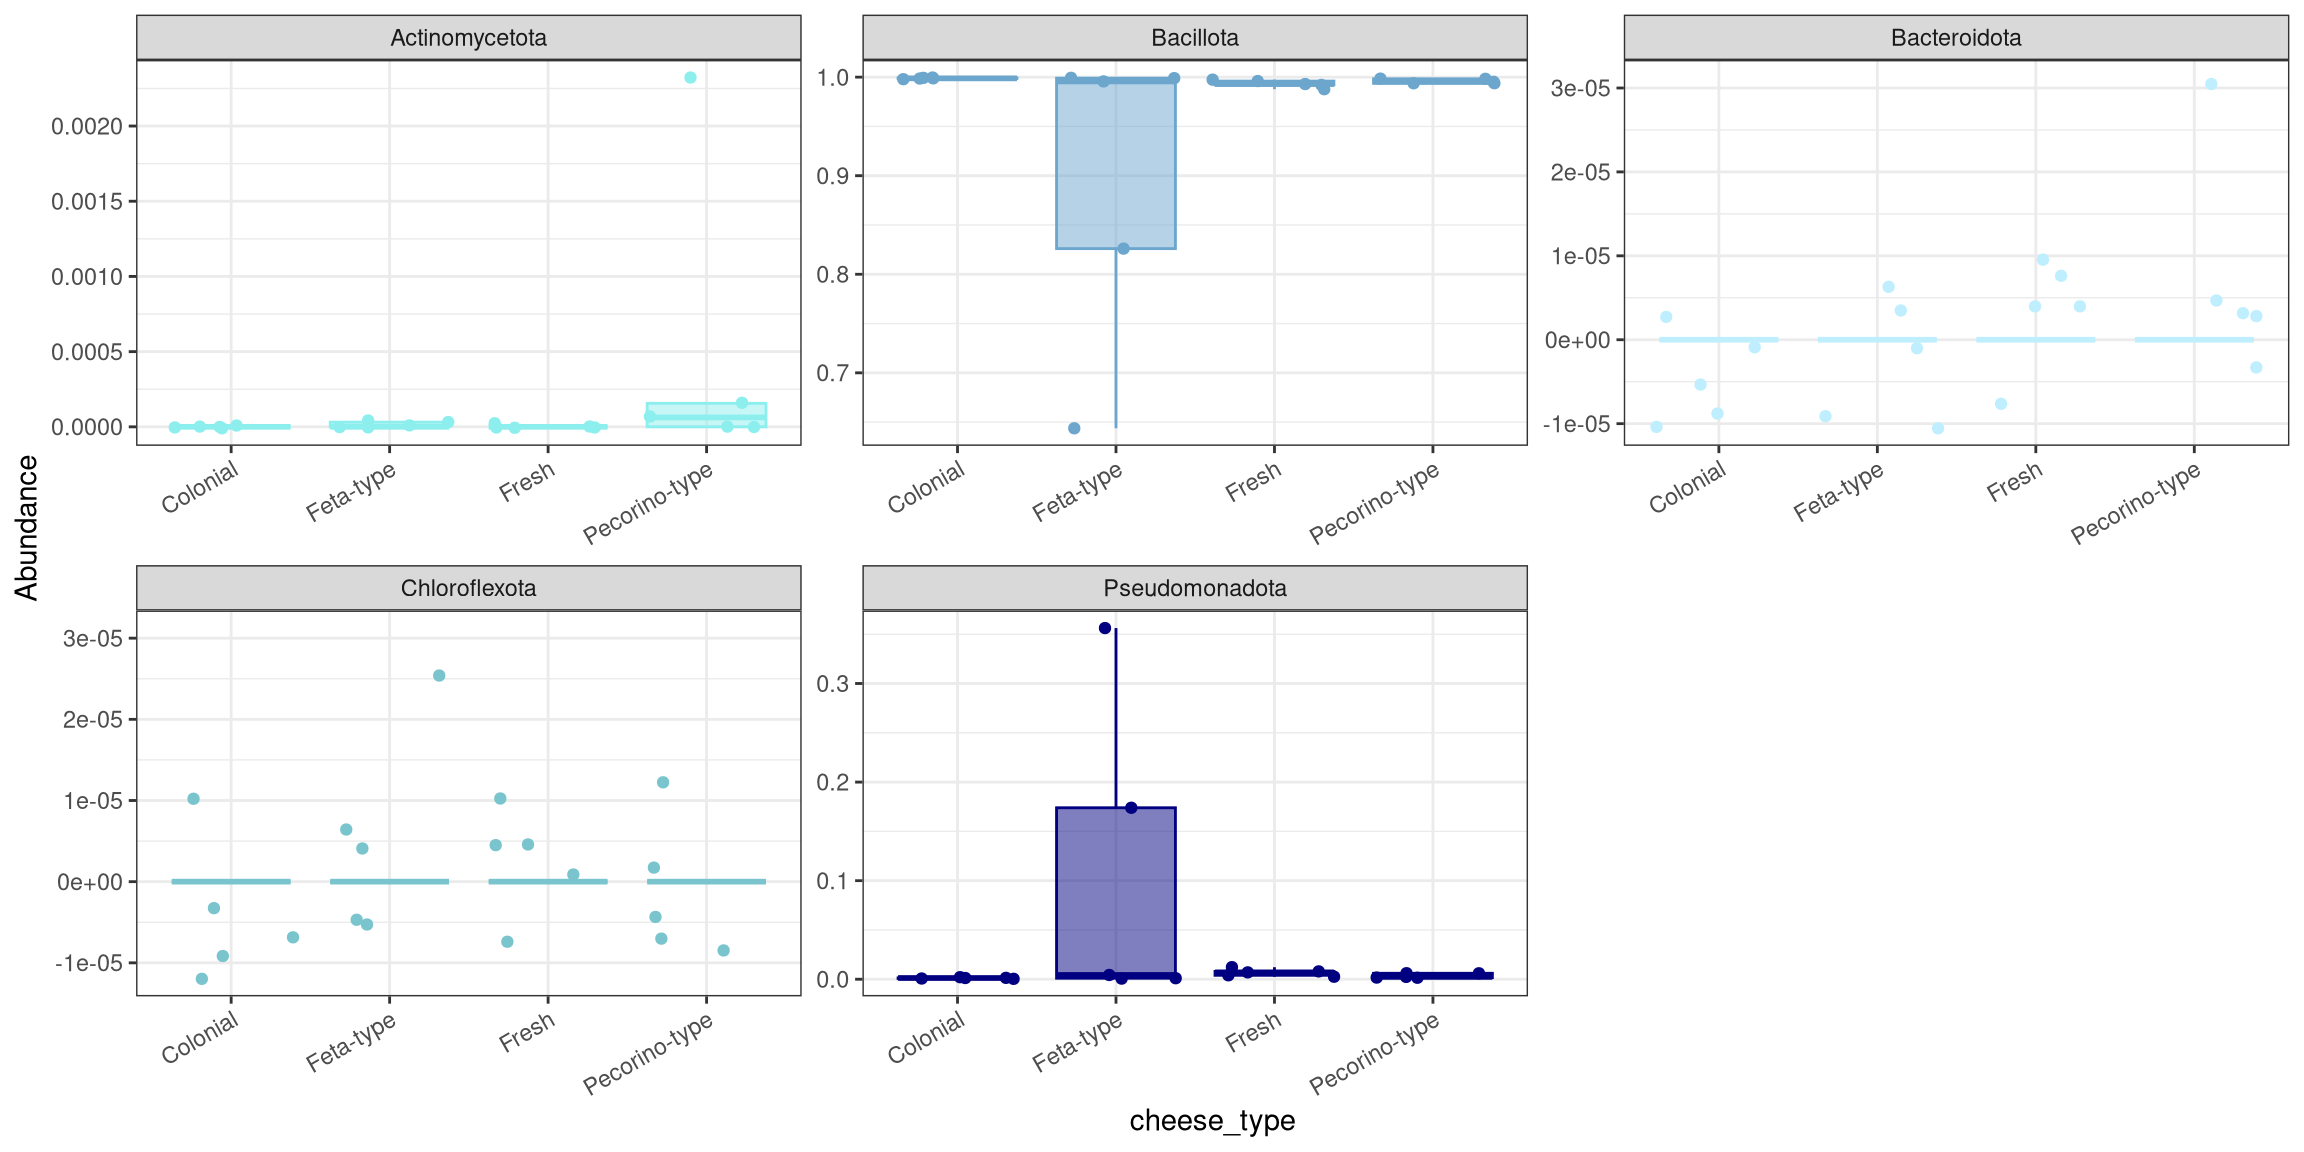 Actinomycetota
Bacillota
Bacteroidota
0.0020
0.0015
0.0010
0.0005
0.0000
1.0
0.9
0.8
0.7
3e-05
2e-05
1e-05
0e+00
-1e-05
Colonial
Feta-type
Fresh
Pecorino-type
Colonial
Feta-type
Fresh
Pecorino-type
Colonial
Feta-type
Fresh
Pecorino-type
Abundance
Chloroflexota
Pseudomonadota
3e-05
2e-05
1e-05
0e+00
-1e-05
0.3
0.2
0.1
0.0
Colonial
Feta-type
Fresh
Pecorino-type
Colonial
Feta-type
Fresh
Pecorino-type
cheese_type